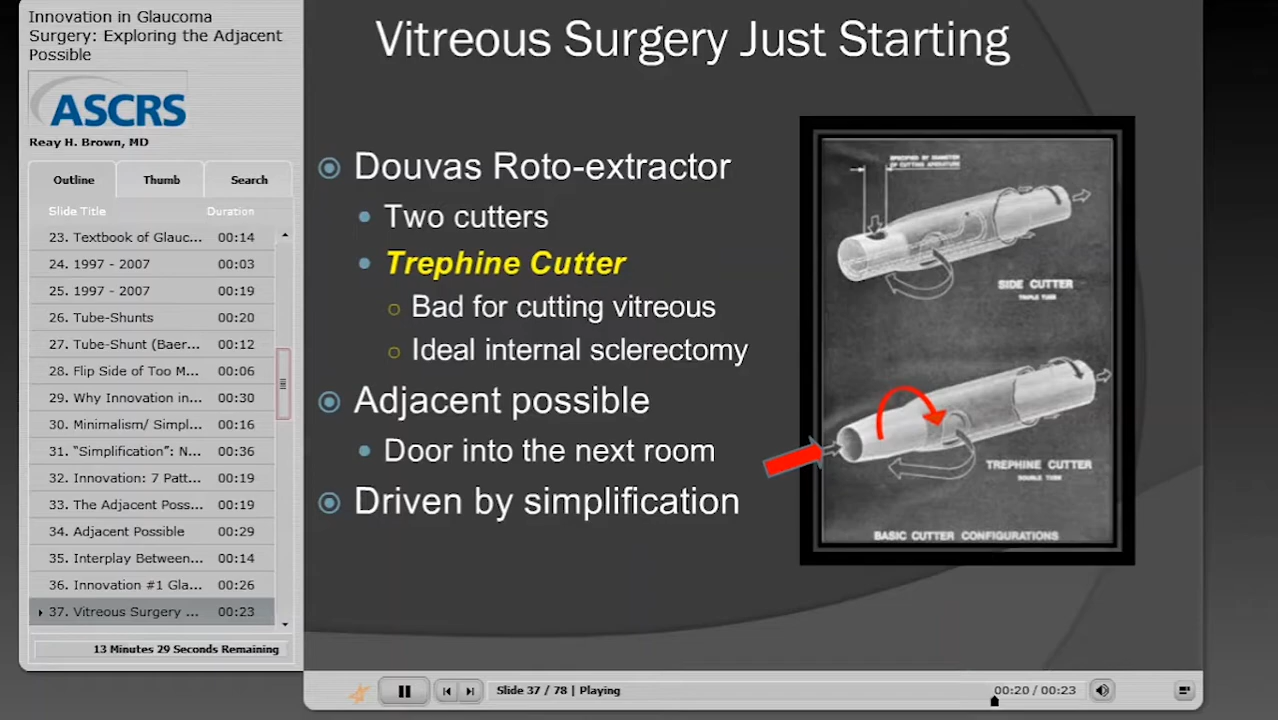 Innovation in Glaucoma
Surgery: Exploring the Adjacent
Possible
ASCRS
Reay H. Brown, MD
Outline
Thumb
Search
Slide Title
Duration
23. Textbook of Glauc... 00:14
24. 1997 - 2007 00:03
25. 1997 - 2007 00:19
26. Tube-Shunts 00:20
27. Tube-Shunt (Baer... 00:12
28. Flip Side of Too M... 00:06
29. Why Innovation in... 00:30
30. Minimalism/ Simpl... 00:16
31. “Simplification”: N... 00:36
32. Innovation: 7 Patt... 00:19
33. The Adjacent Poss... 00:19
34. Adjacent Possible 00:29
35. Interplay Between... 00:14
36. Innovation #1 Gla... 00:26
37. Vitreous Surgery ... 00:23
13 Minutes 29 Seconds Remaining
Vitreous Surgery Just Starting
Douvas Roto-extractor
Two cutters
Trephine Cutter
Bad for cutting vitreous
Ideal internal sclerectomy
Adjacent possible
Door into the next room
Driven by simplification
SPECIFIED BY DIAMETER
OF CUTTING APERATURE
SIDE CUTTER
TRIPLE TUBE
TREPHINE CUTTER
DOUBLE TUBE
BASIC CUTTER CONFIGURATIONS
Slide 37 / 78 | Playing
00:20 / 00:23